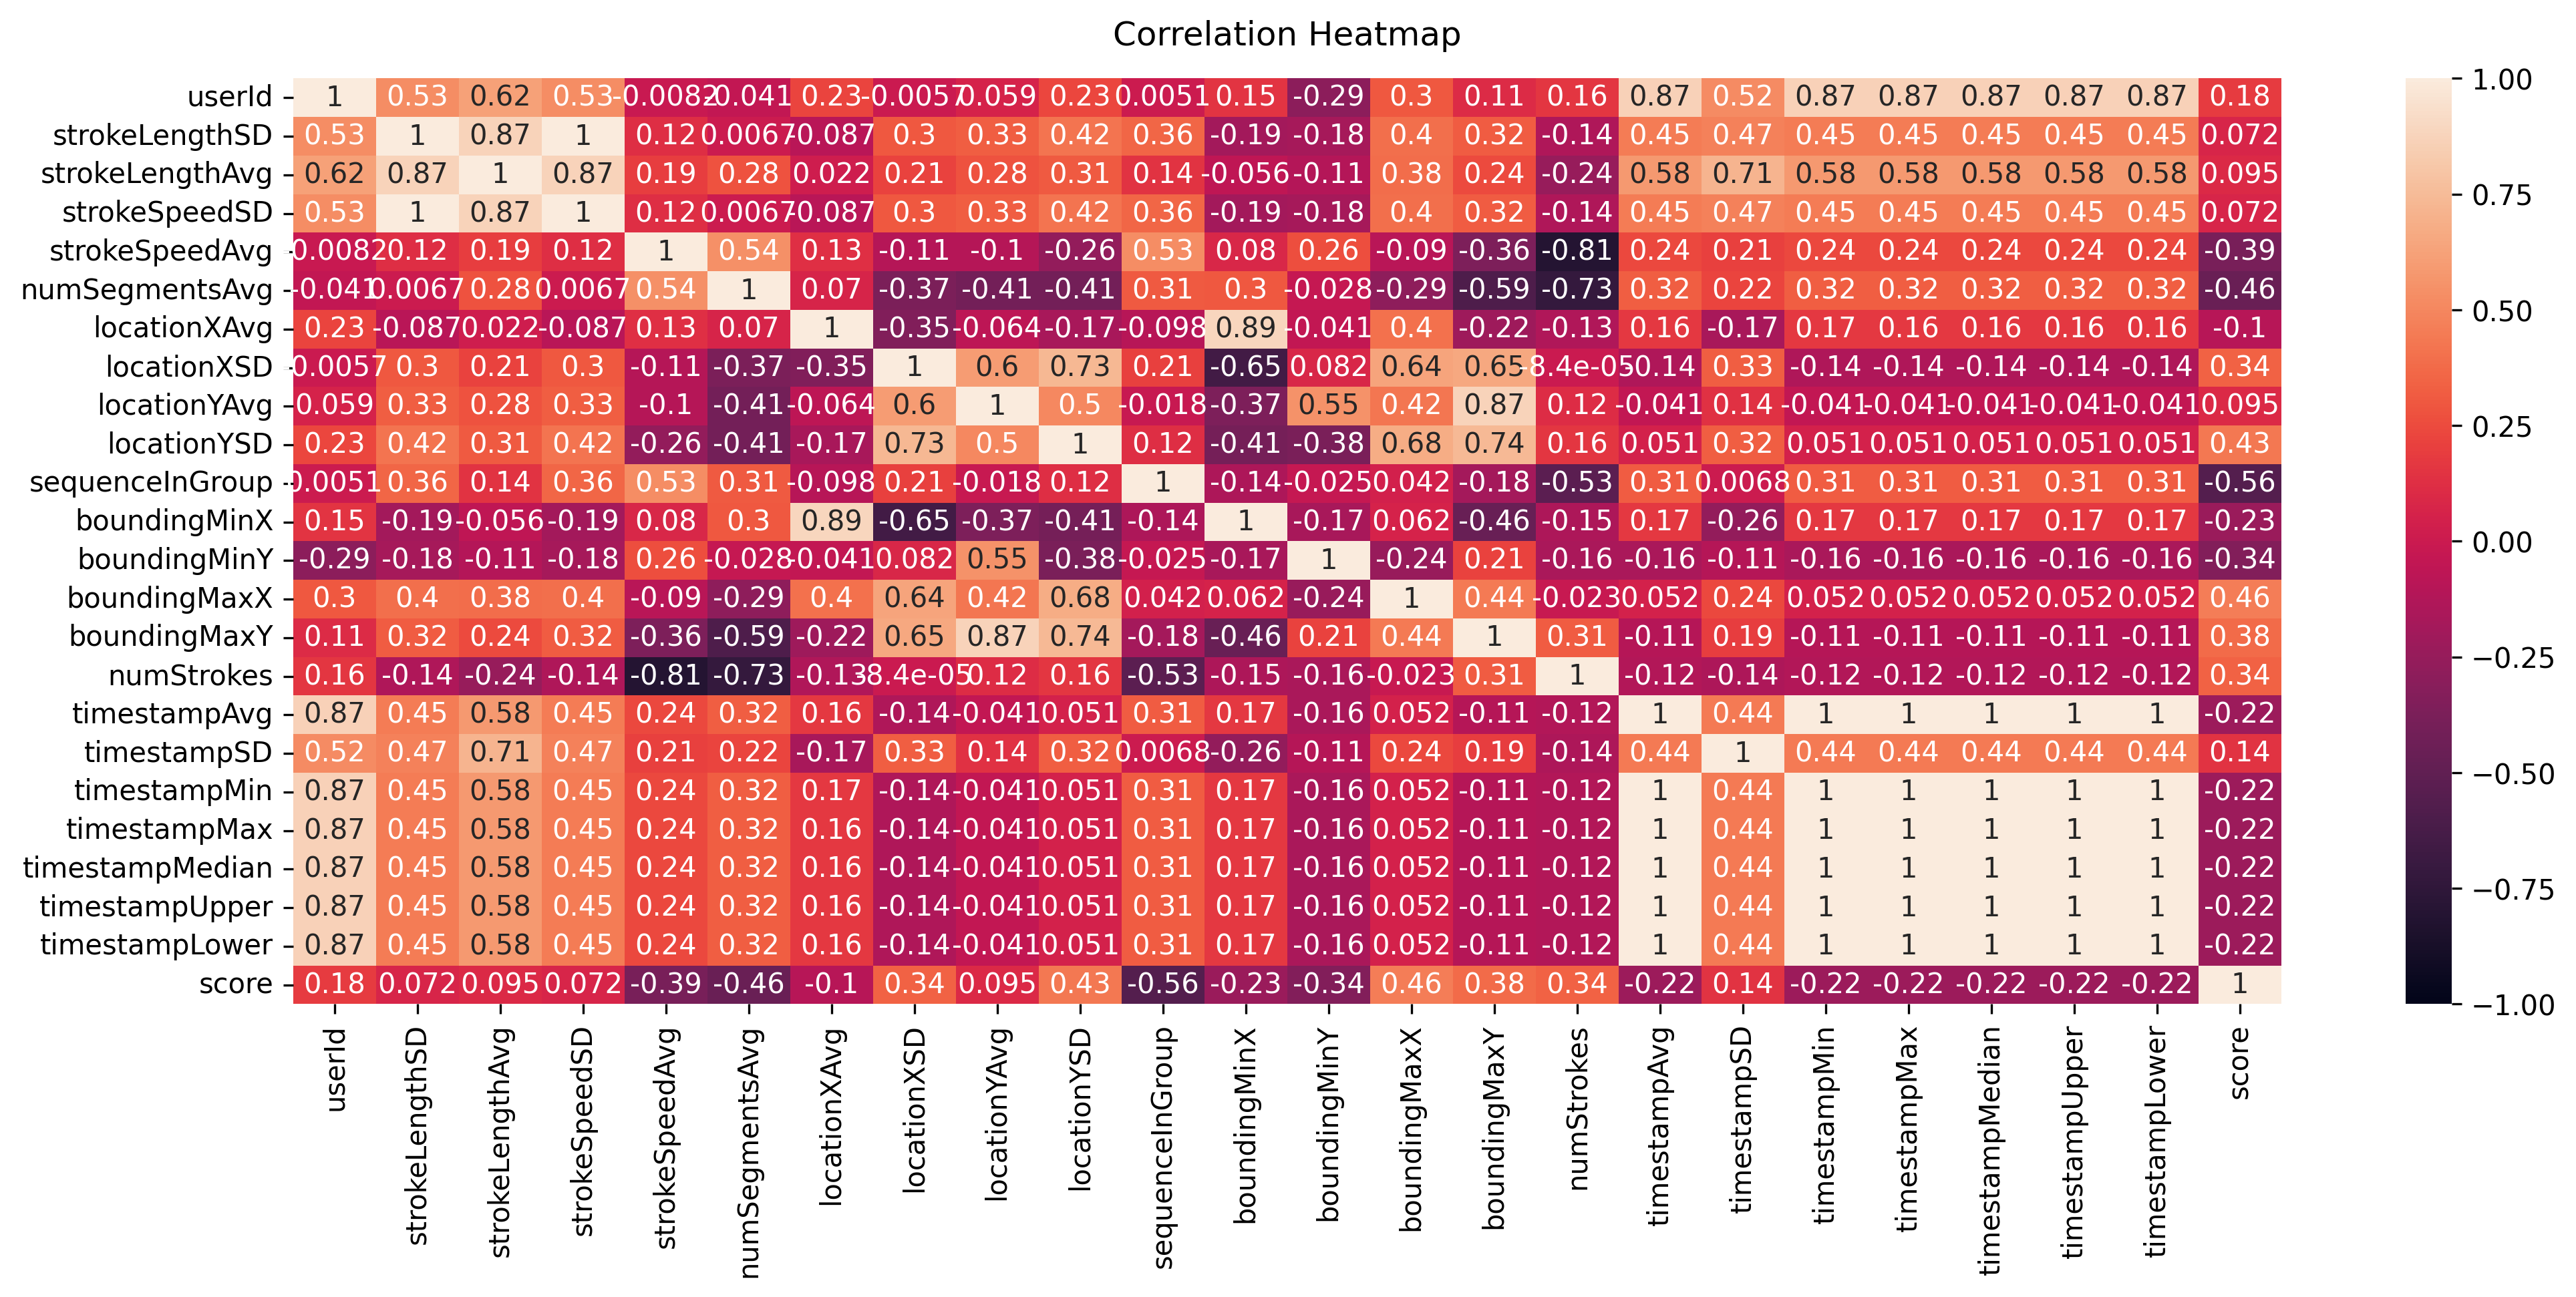 Correlation Heatmap
userId 1 0.53 0.62 0.53 -0.0082 -0.041 0.23 -0.0057 0.059 0.23 0.0051 0.15 -0.29 0.3 0.11 0.16 0.87 0.52 0.87 0.87 0.87 0.87 0.87 0.18
strokeLengthSD 0.53 1 0.87 1 0.12 0.0067 -0.087 0.3 0.33 0.42 0.36 -0.19 -0.18 0.4 0.32 -0.14 0.45 0.47 0.45 0.45 0.45 0.45 0.45 0.072
strokeLengthAvg 0.62 0.87 1 0.87 0.19 0.28 0.022 0.21 0.28 0.31 0.14 -0.056 -0.11 0.38 0.24 -0.24 0.58 0.71 0.58 0.58 0.58 0.58 0.58 0.095
strokeSpeedSD 0.53 1 0.87 1 0.12 0.0067 -0.087 0.3 0.33 0.42 0.36 -0.19 -0.18 0.4 0.32 -0.14 0.45 0.47 0.45 0.45 0.45 0.45 0.45 0.072
strokeSpeedAvg -0.0082 0.12 0.19 0.12 1 0.54 0.13 -0.11 -0.1 -0.26 0.53 0.08 0.26 -0.09 -0.36 -0.81 0.24 0.21 0.24 0.24 0.24 0.24 0.24 -0.39
numSegmentsAvg -0.041 0.0067 0.28 0.0067 0.54 1 0.07 -0.37 -0.41 -0.41 0.31 0.3 -0.028 -0.29 -0.59 -0.73 0.32 0.22 0.32 0.32 0.32 0.32 0.32 -0.46
locationXAvg 0.23 -0.087 0.022 -0.087 0.13 0.07 1 -0.35 -0.064 -0.17 -0.098 0.89 -0.041 0.4 -0.22 -0.13 0.16 -0.17 0.17 0.16 0.16 0.16 0.16 -0.1
locationXSD -0.0057 0.3 0.21 0.3 -0.11 -0.37 -0.35 1 0.6 0.73 0.21 -0.65 0.082 0.64 0.65 -8.4e-05 -0.14 0.33 -0.14 -0.14 -0.14 -0.14 -0.14 0.34
locationYAvg 0.059 0.33 0.28 0.33 -0.1 -0.41 -0.064 0.6 1 0.5 -0.018 -0.37 0.55 0.42 0.87 0.12 -0.041 0.14 -0.041 -0.041 -0.041 -0.041 -0.041 0.095
locationYSD 0.23 0.42 0.31 0.42 -0.26 -0.41 -0.17 0.73 0.5 1 0.12 -0.41 -0.38 0.68 0.74 0.16 0.051 0.32 0.051 0.051 0.051 0.051 0.051 0.43
sequenceInGroup 0.0051 0.36 0.14 0.36 0.53 0.31 -0.098 0.21 -0.018 0.12 1 -0.14 -0.025 0.042 -0.18 -0.53 0.31 0.0068 0.31 0.31 0.31 0.31 0.31 -0.56
boundingMinX 0.15 -0.19 -0.056 -0.19 0.08 0.3 0.89 -0.65 -0.37 -0.41 -0.14 1 -0.17 0.062 -0.46 -0.15 0.17 -0.26 0.17 0.17 0.17 0.17 0.17 -0.23
boundingMinY -0.29 -0.18 -0.11 -0.18 0.26 -0.028 -0.041 0.082 0.55 -0.38 -0.025 -0.17 1 -0.24 0.21 -0.16 -0.16 -0.11 -0.16 -0.16 -0.16 -0.16 -0.16 -0.34
boundingMaxX 0.3 0.4 0.38 0.4 -0.09 -0.29 0.4 0.64 0.42 0.68 0.042 0.062 -0.24 1 0.44 -0.023 0.052 0.24 0.052 0.052 0.052 0.052 0.052 0.46
boundingMaxY 0.11 0.32 0.24 0.32 -0.36 -0.59 -0.22 0.65 0.87 0.74 -0.18 -0.46 0.21 0.44 1 0.31 -0.11 0.19 -0.11 -0.11 -0.11 -0.11 -0.11 0.38
numStrokes 0.16 -0.14 -0.24 -0.14 -0.81 -0.73 -0.13 -8.4e-05 0.12 0.16 -0.53 -0.15 -0.16 -0.023 0.31 1 -0.12 -0.14 -0.12 -0.12 -0.12 -0.12 -0.12 0.34
timestampAvg 0.87 0.45 0.58 0.45 0.24 0.32 0.16 -0.14 -0.041 0.051 0.31 0.17 -0.16 0.052 -0.11 -0.12 1 0.44 1 1 1 1 1 -0.22
timestampSD 0.52 0.47 0.71 0.47 0.21 0.22 -0.17 0.33 0.14 0.32 0.0068 -0.26 -0.11 0.24 0.19 -0.14 0.44 1 0.44 0.44 0.44 0.44 0.44 0.14
timestampMin 0.87 0.45 0.58 0.45 0.24 0.32 0.17 -0.14 -0.041 0.051 0.31 0.17 -0.16 0.052 -0.11 -0.12 1 0.44 1 1 1 1 1 -0.22
timestampMax 0.87 0.45 0.58 0.45 0.24 0.32 0.16 -0.14 -0.041 0.051 0.31 0.17 -0.16 0.052 -0.11 -0.12 1 0.44 1 1 1 1 1 -0.22
timestampMedian 0.87 0.45 0.58 0.45 0.24 0.32 0.16 -0.14 -0.041 0.051 0.31 0.17 -0.16 0.052 -0.11 -0.12 1 0.44 1 1 1 1 1 -0.22
timestampUpper 0.87 0.45 0.58 0.45 0.24 0.32 0.16 -0.14 -0.041 0.051 0.31 0.17 -0.16 0.052 -0.11 -0.12 1 0.44 1 1 1 1 1 -0.22
timestampLower 0.87 0.45 0.58 0.45 0.24 0.32 0.16 -0.14 -0.041 0.051 0.31 0.17 -0.16 0.052 -0.11 -0.12 1 0.44 1 1 1 1 1 -0.22
score 0.18 0.072 0.095 0.072 -0.39 -0.46 -0.1 0.34 0.095 0.43 -0.56 -0.23 -0.34 0.46 0.38 0.34 -0.22 0.14 -0.22 -0.22 -0.22 -0.22 -0.22 1
userId
strokeLengthSD
strokeLengthAvg
strokeSpeedSD
strokeSpeedAvg
numSegmentsAvg
locationXAvg
locationXSD
locationYAvg
locationYSD
sequenceInGroup
boundingMinX
boundingMinY
boundingMaxX
boundingMaxY
numStrokes
timestampAvg
timestampSD
timestampMin
timestampMax
timestampMedian
timestampUpper
timestampLower
score
1.00
0.75
0.50
0.25
0.00
−0.25
−0.50
−0.75
−1.00